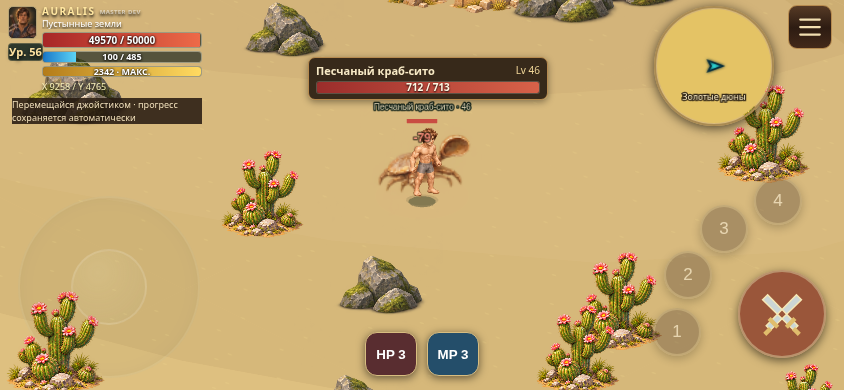 AURALIS MASTER DEV
Пустынные земли
49570 / 50000
Ур. 56
100 / 485
2342 · МАКС.
X 9258 / Y 4765
Перемещайся джойстиком · прогресс
сохраняется автоматически
Песчаный краб-сито Lv 46
712 / 713
Песчаный краб-сито · 46
Золотые дюны
4
3
2
1
HP 3
MP 3